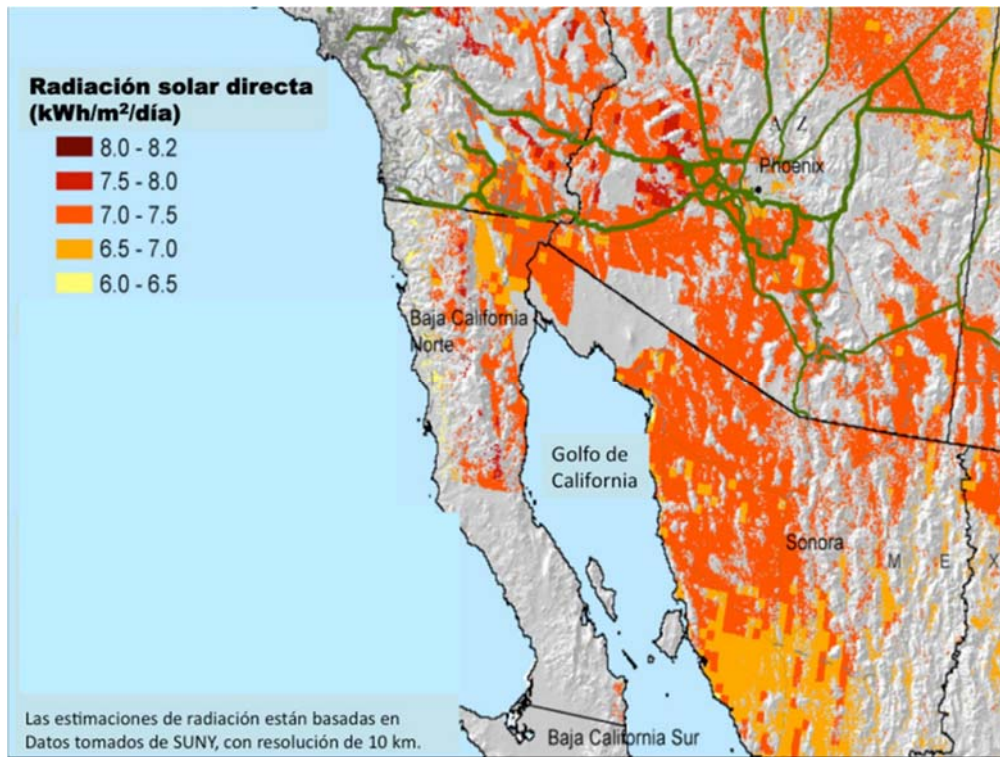 Radiación solar directa
(kWh/m²/día)
8.0 - 8.2
7.5 - 8.0
7.0 - 7.5
6.5 - 7.0
6.0 - 6.5
A Z
Phoenix
Baja California
Norte
Golfo de
California
Sonora
M E X
Las estimaciones de radiación están basadas en
Datos tomados de SUNY, con resolución de 10 km.
Baja California Sur